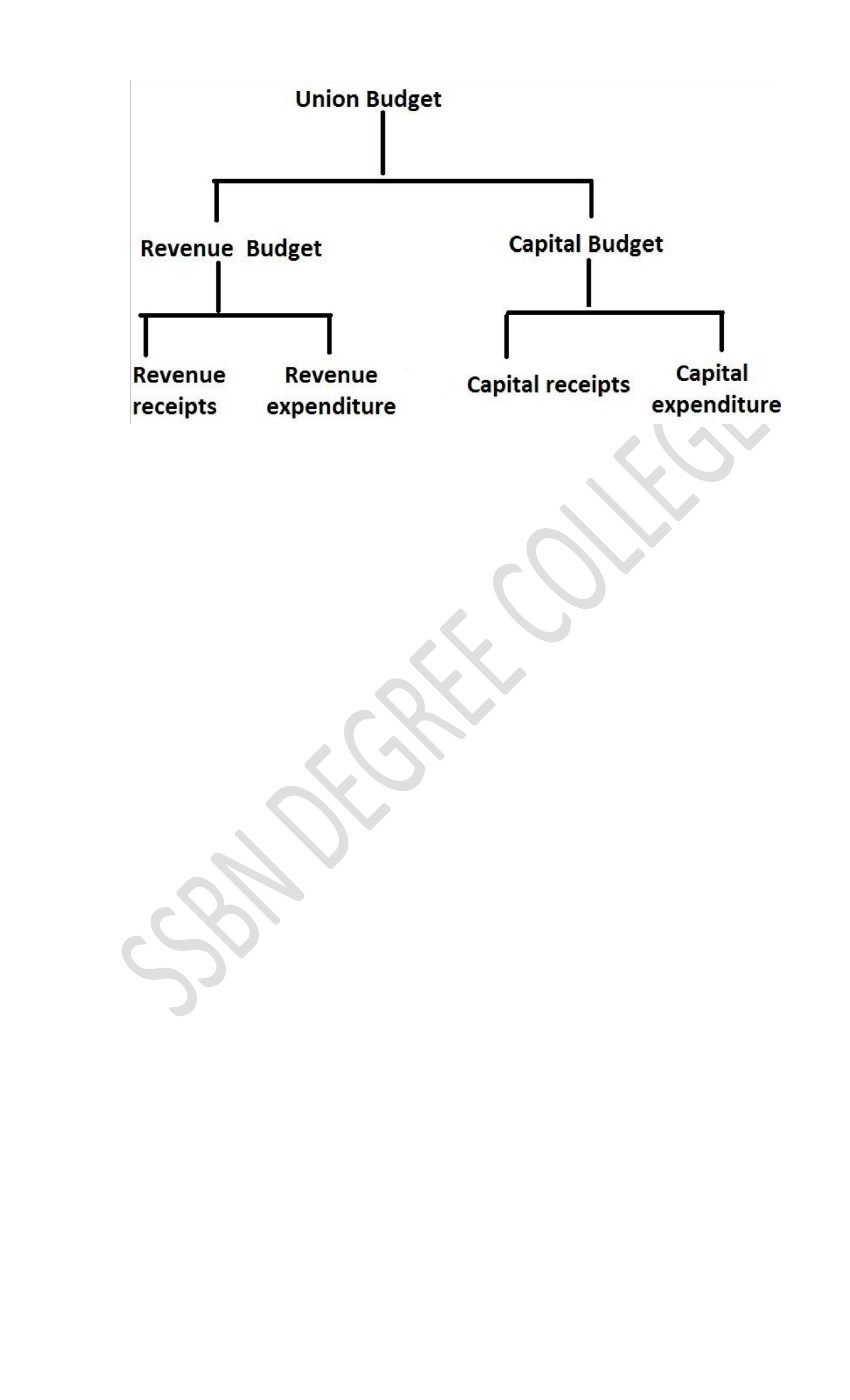 Union Budget
Revenue Budget
Capital Budget
Revenue
receipts
Revenue
expenditure
Capital receipts
Capital
expenditure
SSBN DEGREE COLLEGE